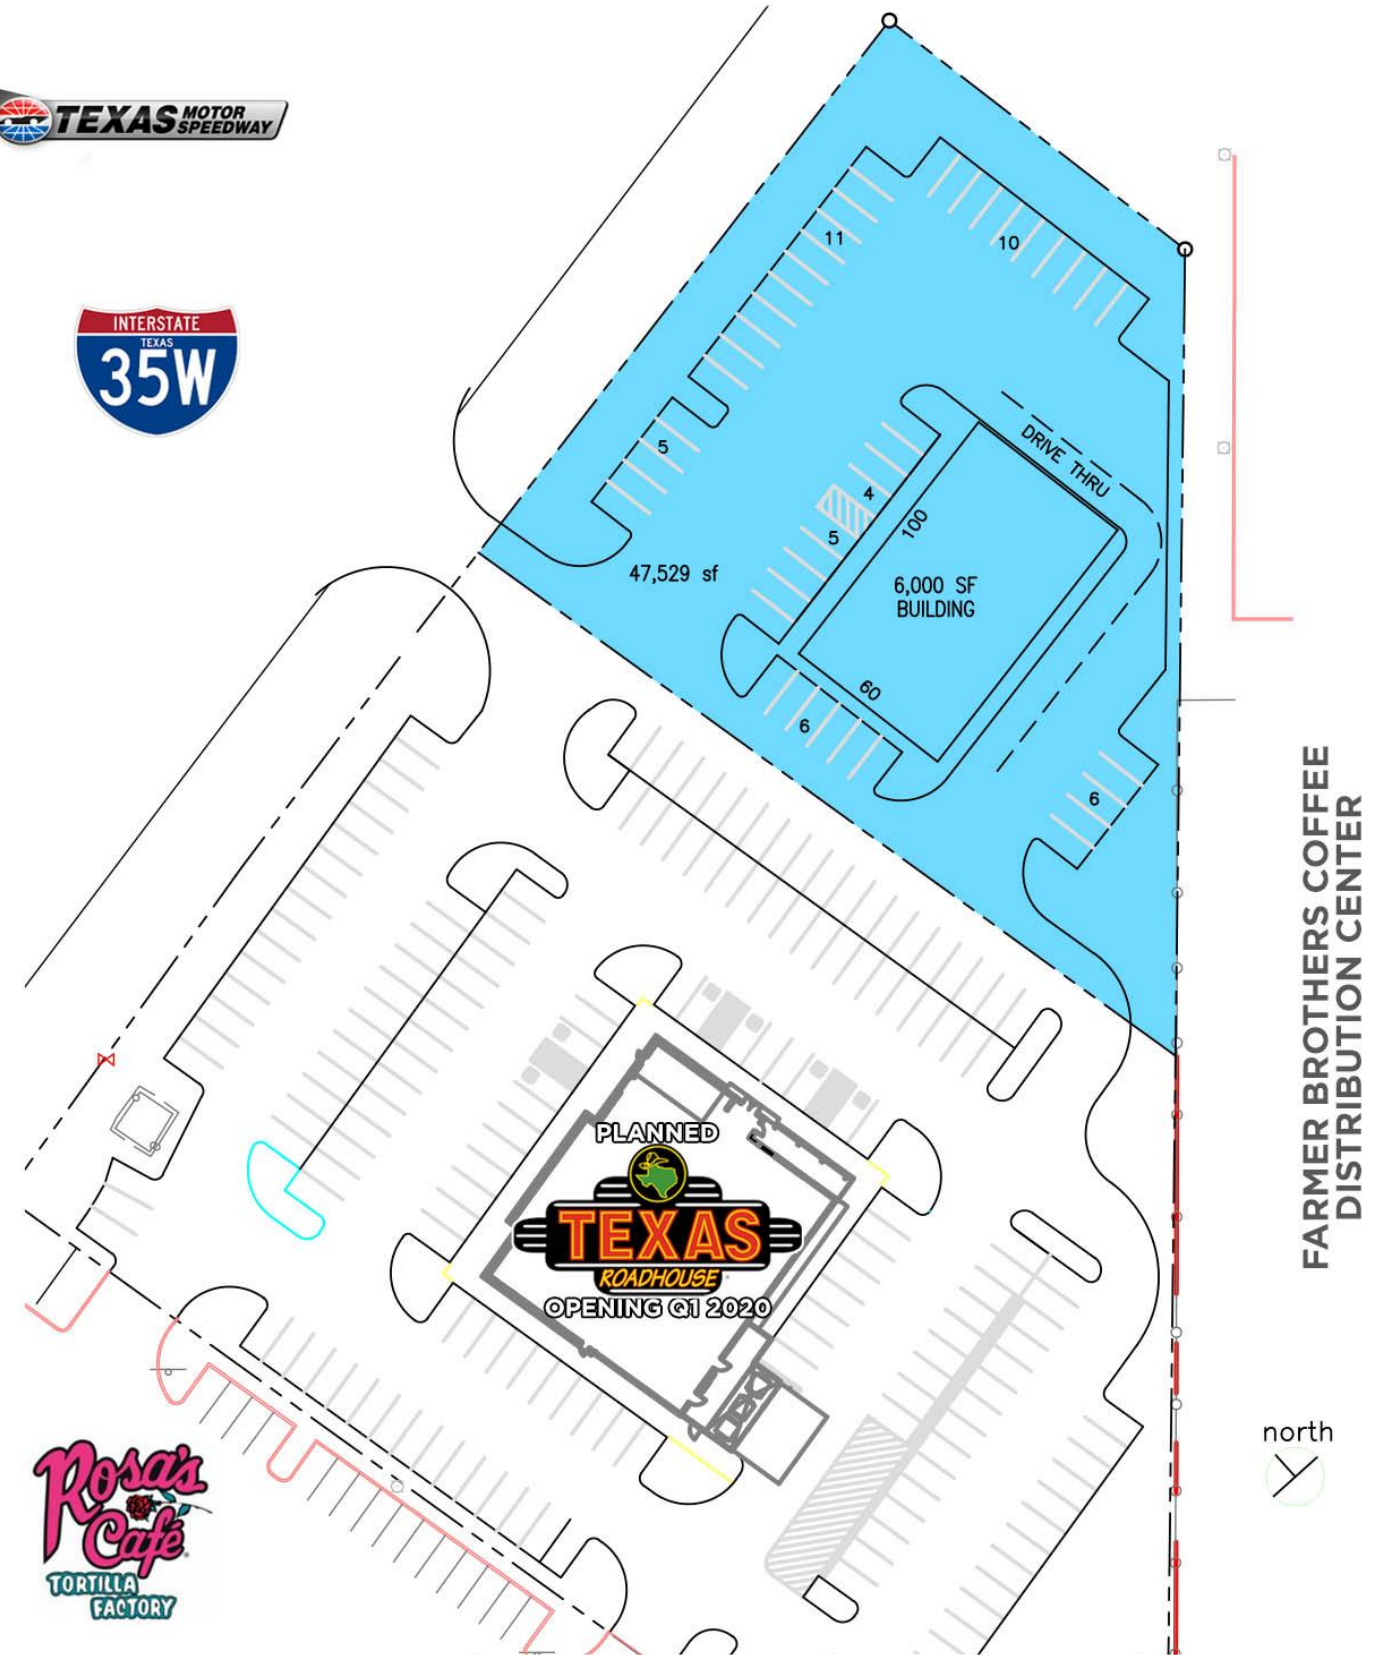 TEXAS MOTOR SPEEDWAY
INTERSTATE
TEXAS
35W
11
10
5
DRIVE THRU
4
100
5
47,529 sf
6,000 SF
BUILDING
60
6
6
FARMER BROTHERS COFFEE
DISTRIBUTION CENTER
PLANNED
TEXAS
ROADHOUSE
OPENING Q1 2020
north
Rosa's
Café
TORTILLA
FACTORY